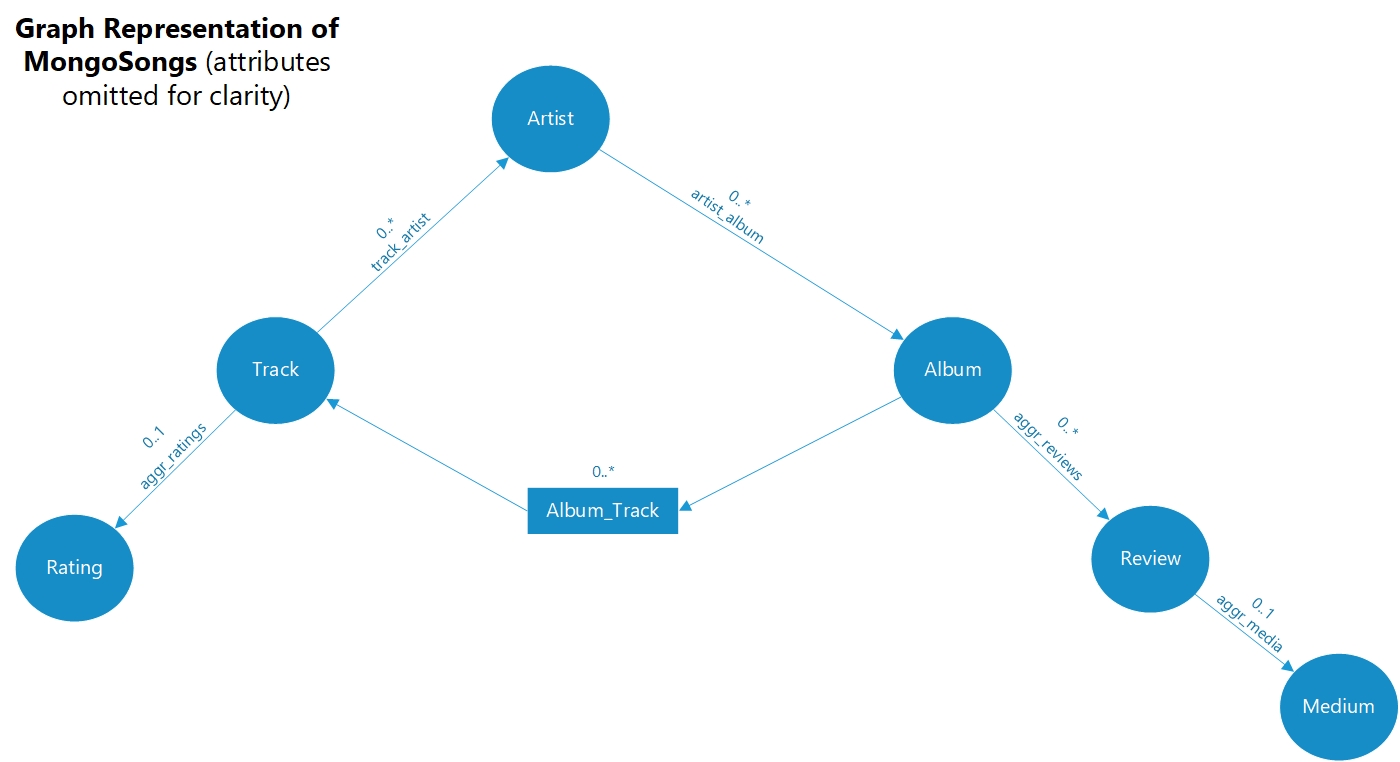 Graph Representation of
MongoSongs (attributes
omitted for clarity)
Artist
0..*
artist_album
0..*
track_artist
Track
Album
0..1
aggr_ratings
0..*
aggr_reviews
0..*
Album_Track
Rating
Review
0..1
aggr_media
Medium